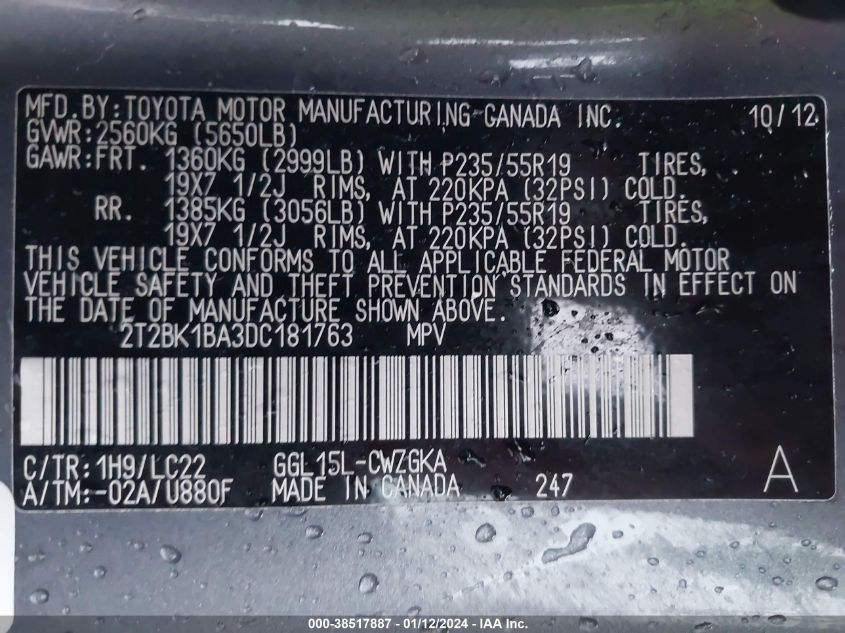 MFD.BY:TOYOTA MOTOR MANUFACTURING CANADA INC. 10/12
GVWR:2560KG (5650LB)
GAWR:FRT. 1360KG (2999LB) WITH P235/55R19 TIRES,
19X7 1/2J RIMS, AT 220KPA (32PSI) COLD.
RR. 1385KG (3056LB) WITH P235/55R19 TIRES,
19X7 1/2J RIMS, AT 220KPA (32PSI) COLD.
THIS VEHICLE CONFORMS TO ALL APPLICABLE FEDERAL MOTOR
VEHICLE SAFETY AND THEFT PREVENTION STANDARDS IN EFFECT ON
THE DATE OF MANUFACTURE SHOWN ABOVE.
2T2BK1BA3DC181763 MPV
C/TR:1H9/LC22 GGL15L-CWZGKA
A/TM:-02A/U880F MADE IN CANADA 247 A
000-38517887 - 01/12/2024 - IAA Inc.